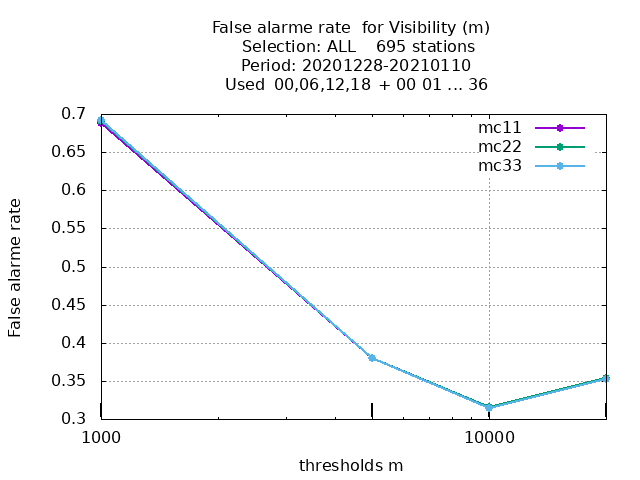 False alarme rate  for Visibility (m)
Selection: ALL    695 stations
Period: 20201228-20210110
Used  00,06,12,18  + 00 01 ... 36
0.7
0.65
0.6
0.55
0.5
0.45
0.4
0.35
0.3
False alarme rate
mc11
mc22
mc33
1000
10000
thresholds m